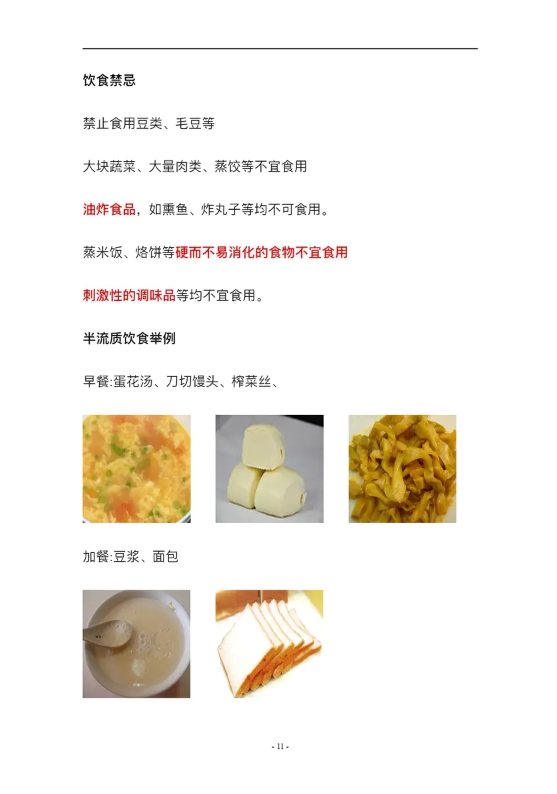 饮食禁忌
禁止食用豆类、毛豆等
大块蔬菜、大量肉类、蒸饺等不宜食用
油炸食品，如熏鱼、炸丸子等均不可食用。
蒸米饭、烙饼等硬而不易消化的食物不宜食用
刺激性的调味品等均不宜食用。
半流质饮食举例
早餐:蛋花汤、刀切馒头、榨菜丝、
加餐:豆浆、面包
- 11 -